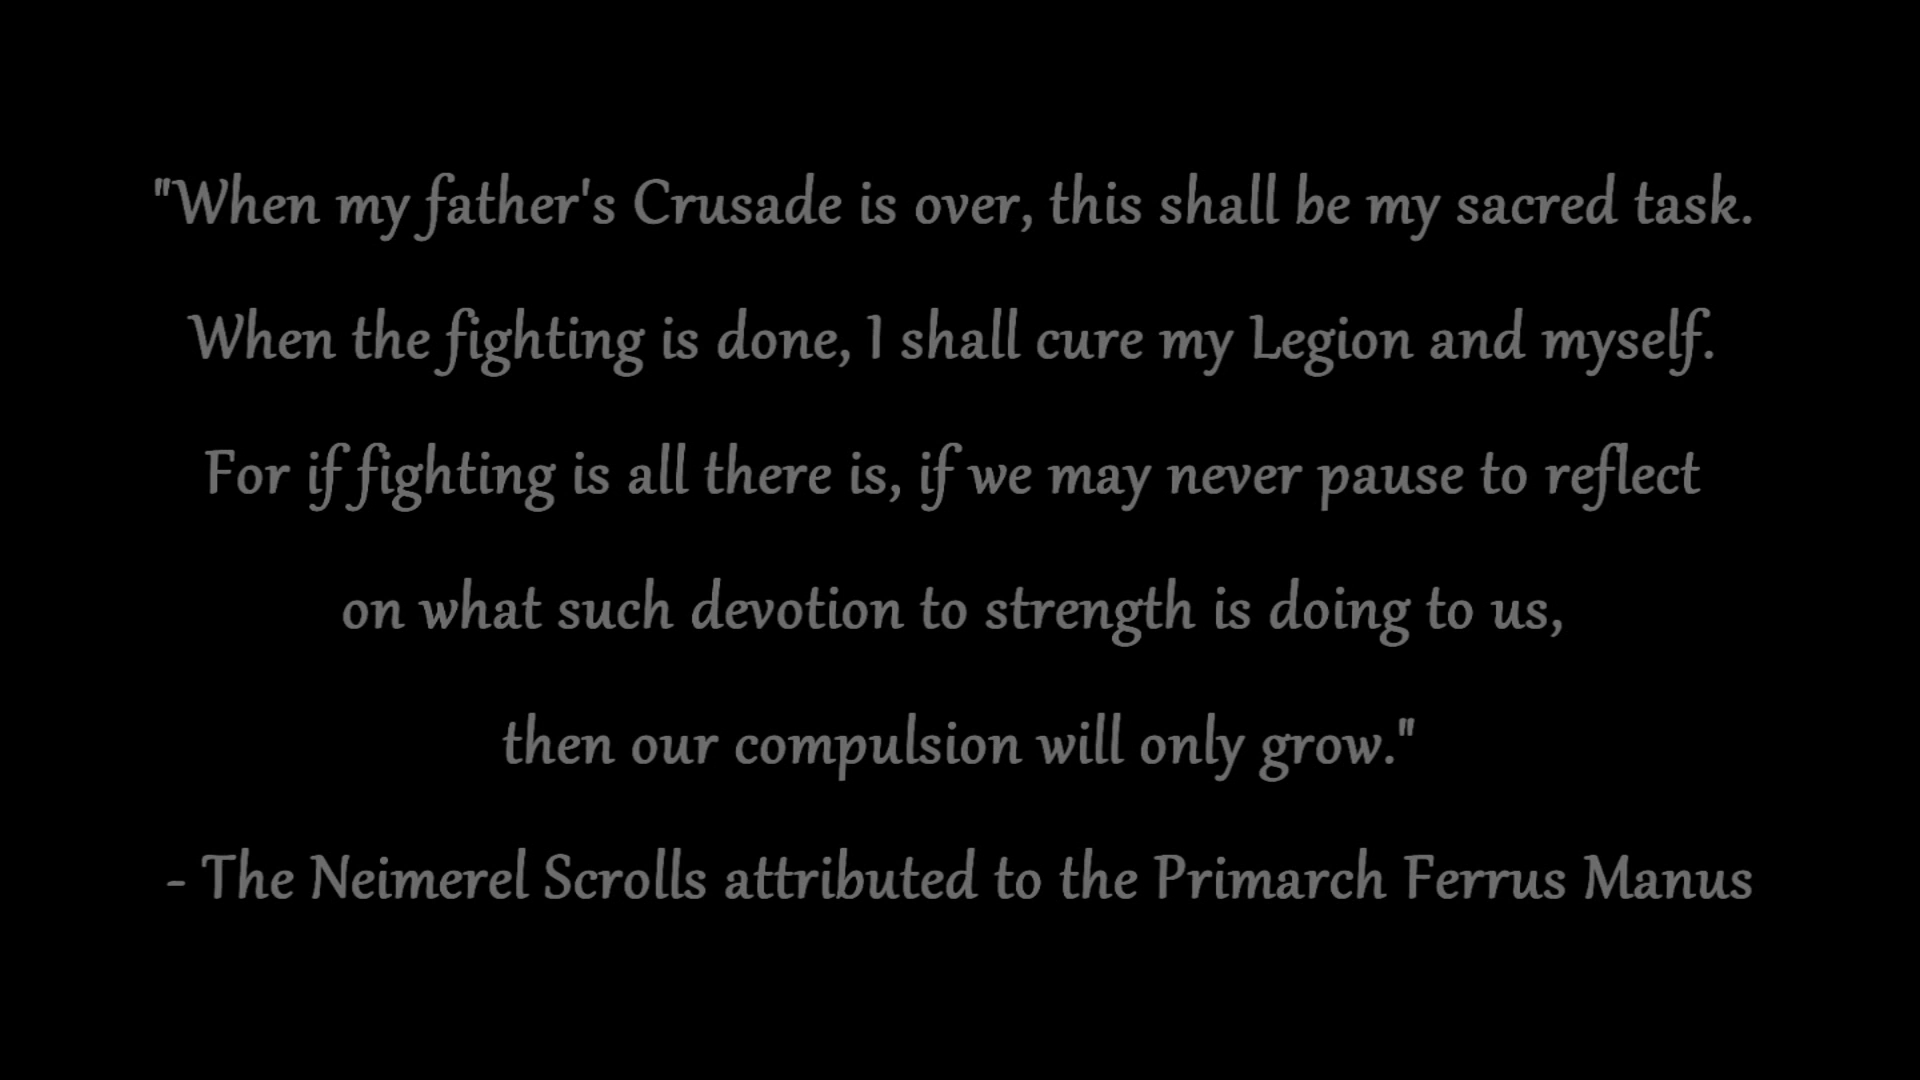 "When my father's Crusade is over, this shall be my sacred task.
When the fighting is done, I shall cure my Legion and myself.
For if fighting is all there is, if we may never pause to reflect
on what such devotion to strength is doing to us,
then our compulsion will only grow."
- The Neimerel Scrolls attributed to the Primarch Ferrus Manus